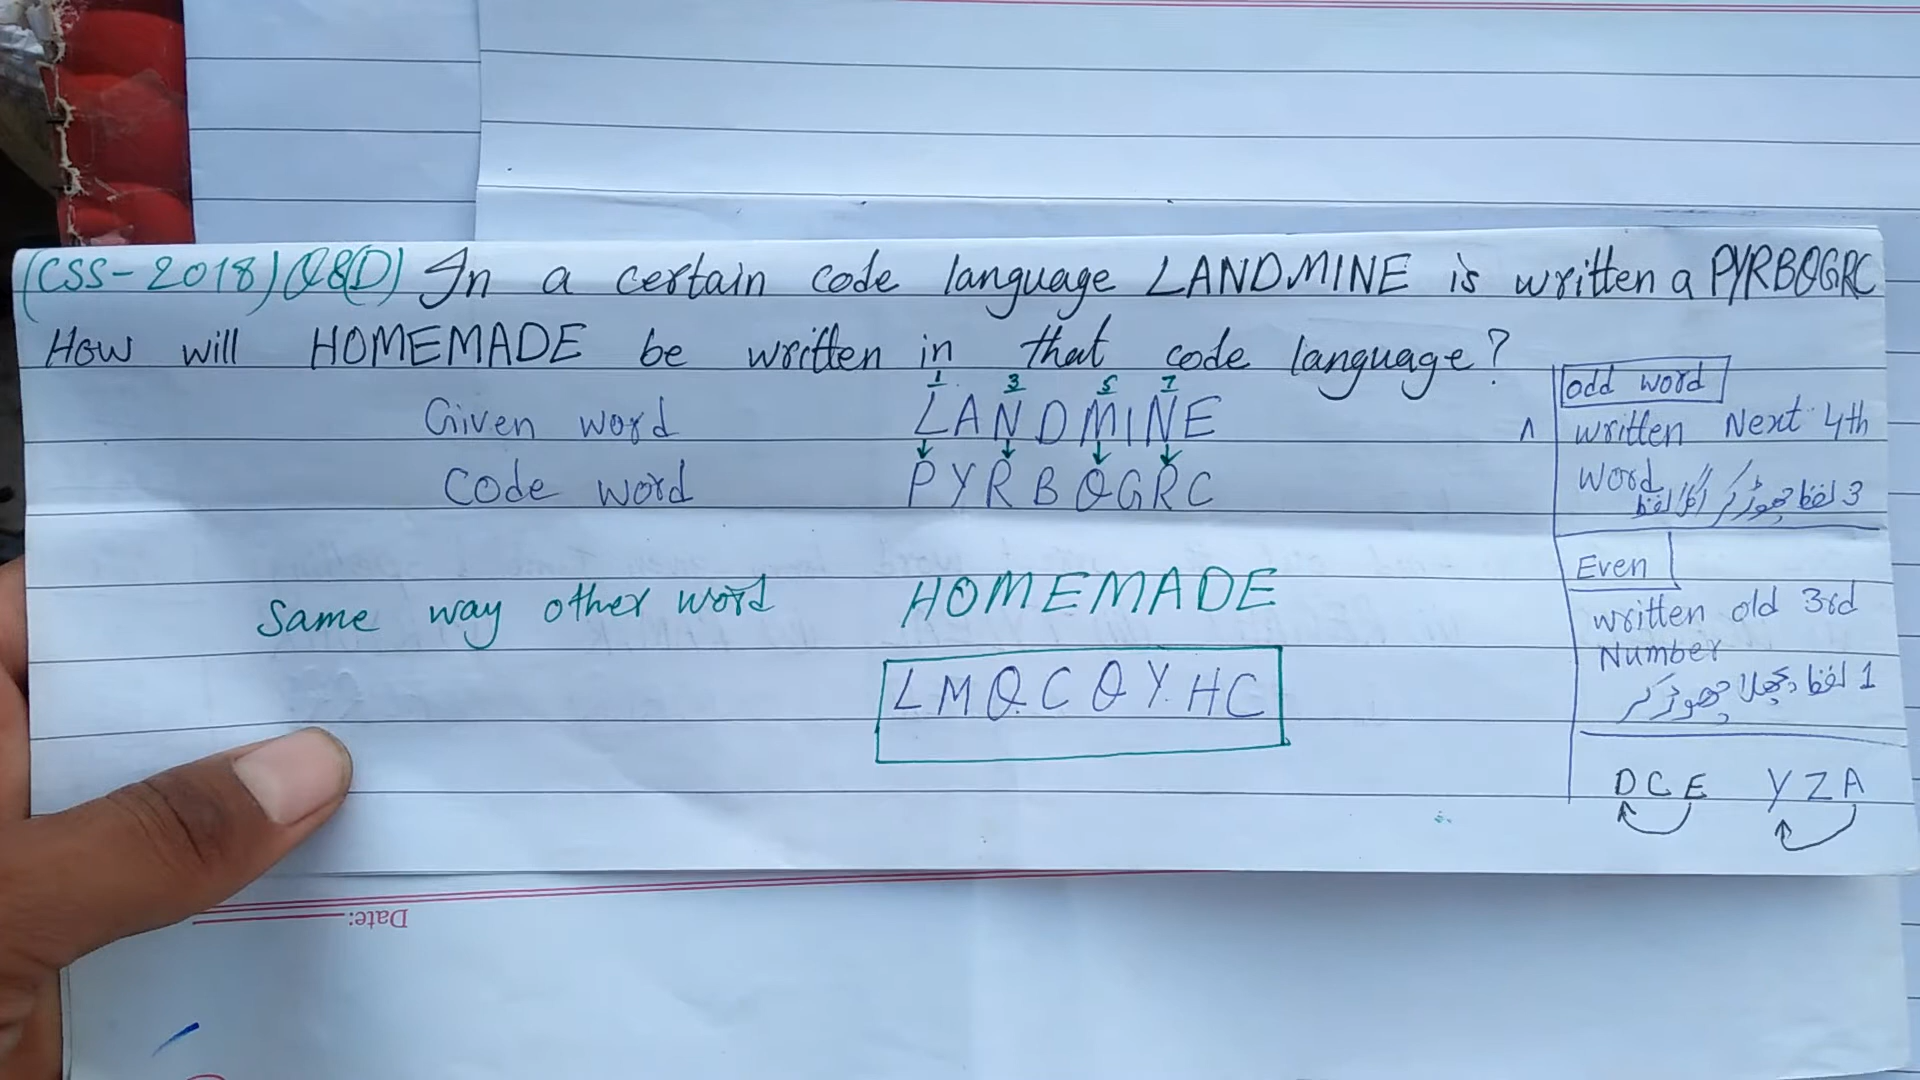 (CSS-2018) Q8(D) In a certain code language LANDMINE is written a PYRBQGRC
How will HOMEMADE be written in that code language?
1 3 5 7
Given word LANDMINE
Code word PYRBQGRC
Same way other word HOMEMADE
LMQCQYHC
odd word
written Next 4th
word
3 لفظ چھوڑ کر اگلا لفظ
Even
written old 3rd
Number
1 لفظ پچھلا چھوڑ کر
DCE YZA
Date: